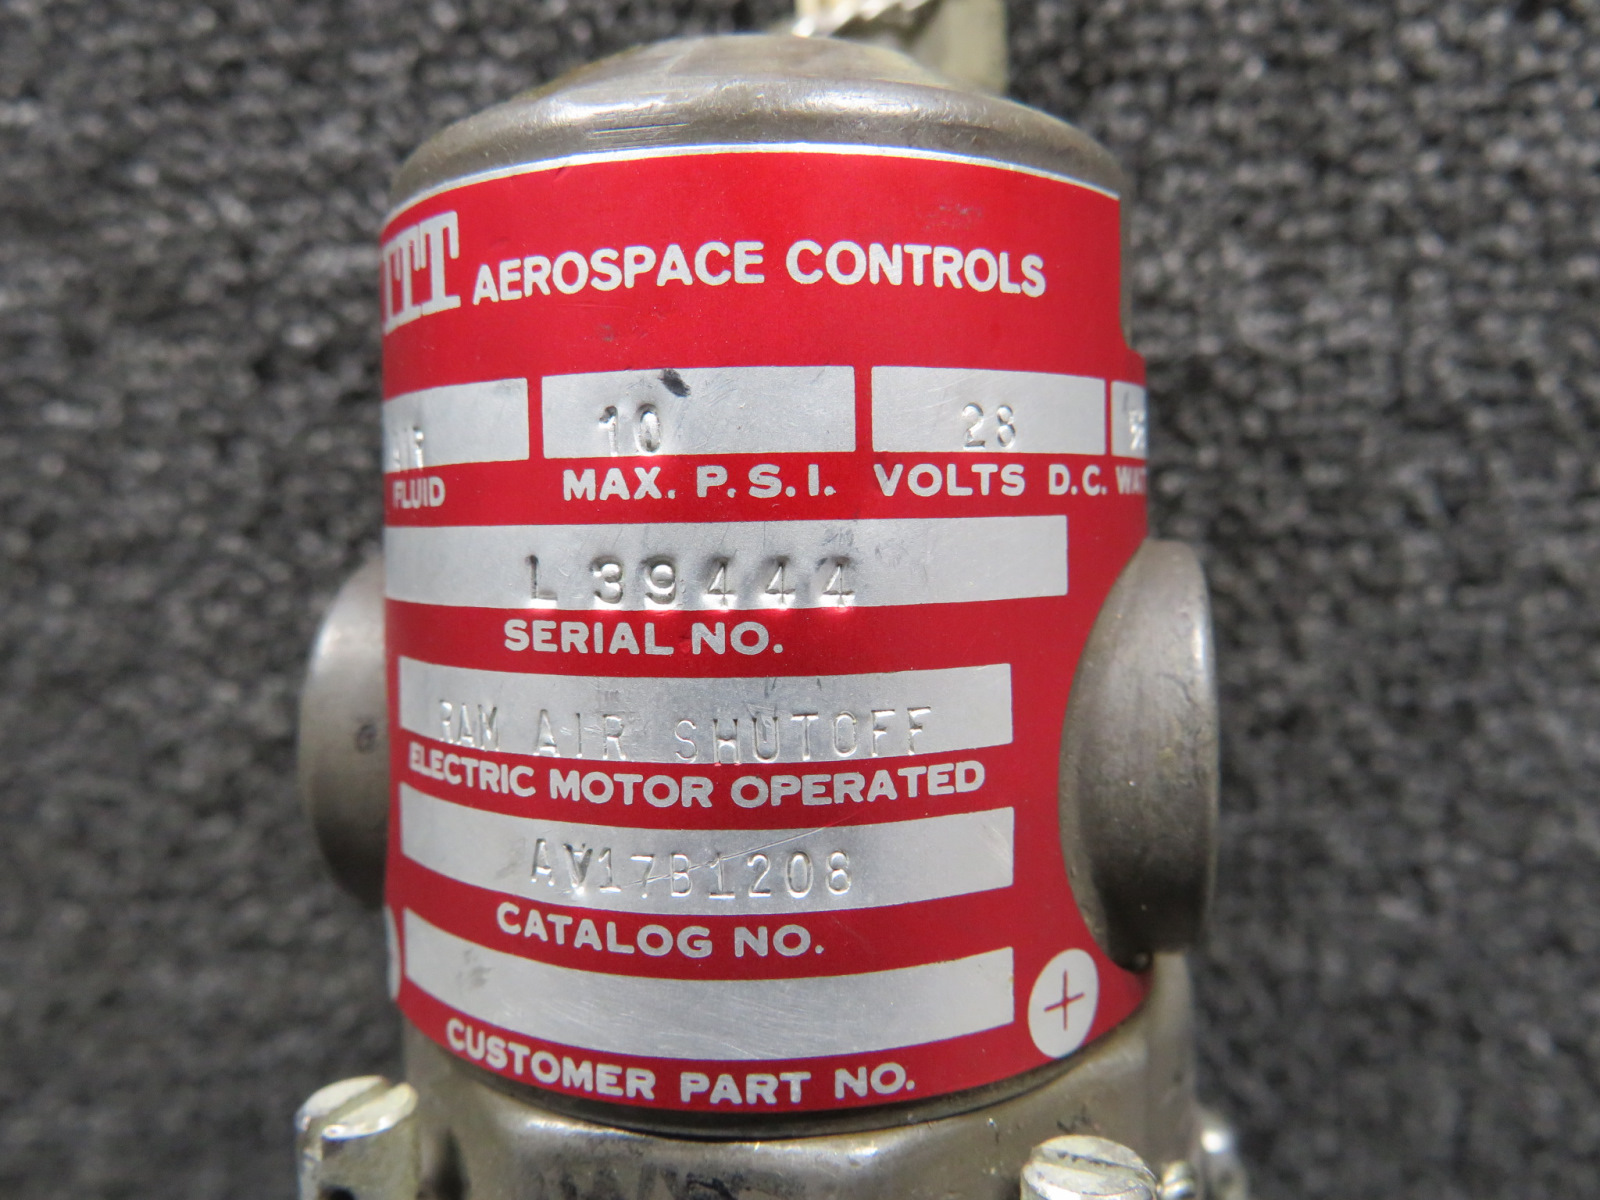 ITT AEROSPACE CONTROLS
AIR 10 28
FLUID MAX. P.S.I. VOLTS D.C.
L 39444
SERIAL NO.
RAM AIR SHUTOFF
ELECTRIC MOTOR OPERATED
AV17B1208
CATALOG NO.
CUSTOMER PART NO.
+